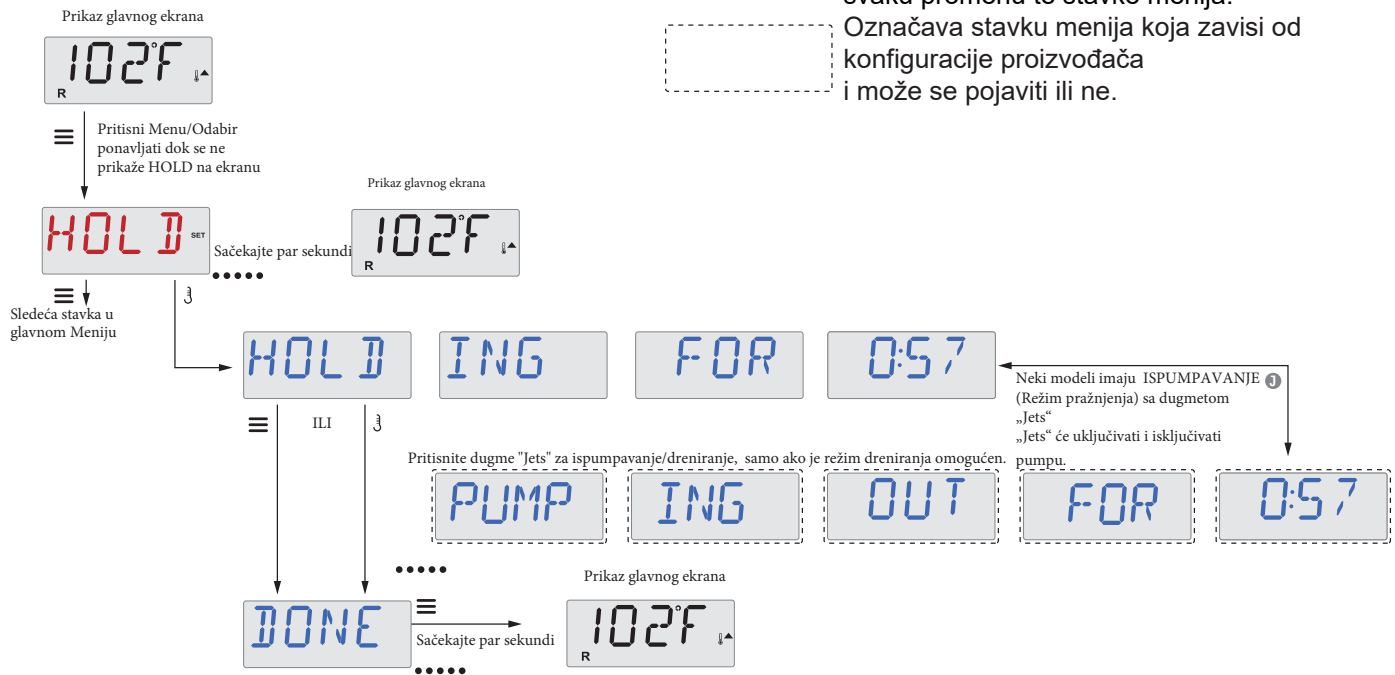 svaku promenu te stavke menija.
Označava stavku menija koja zavisi od
konfiguracije proizvođača
i može se pojaviti ili ne.
Prikaz glavnog ekrana
102°F
R
Pritisni Menu/Odabir
ponavljati dok se ne
prikaže HOLD na ekranu
HOLD SET
Sačekajte par sekundi
Prikaz glavnog ekrana
102°F
R
Sledeća stavka u
glavnom Meniju
HOLD ING FOR 0:57
Neki modeli imaju ISPUMPAVANJE J
(Režim pražnjenja) sa dugmetom
„Jets“
„Jets“ će uključivati i isključivati
pumpu.
ILI
Pritisnite dugme "Jets" za ispumpavanje/dreniranje, samo ako je režim dreniranja omogućen.
PUMP ING OUT FOR 0:57
DONE
Sačekajte par sekundi
Prikaz glavnog ekrana
102°F
R